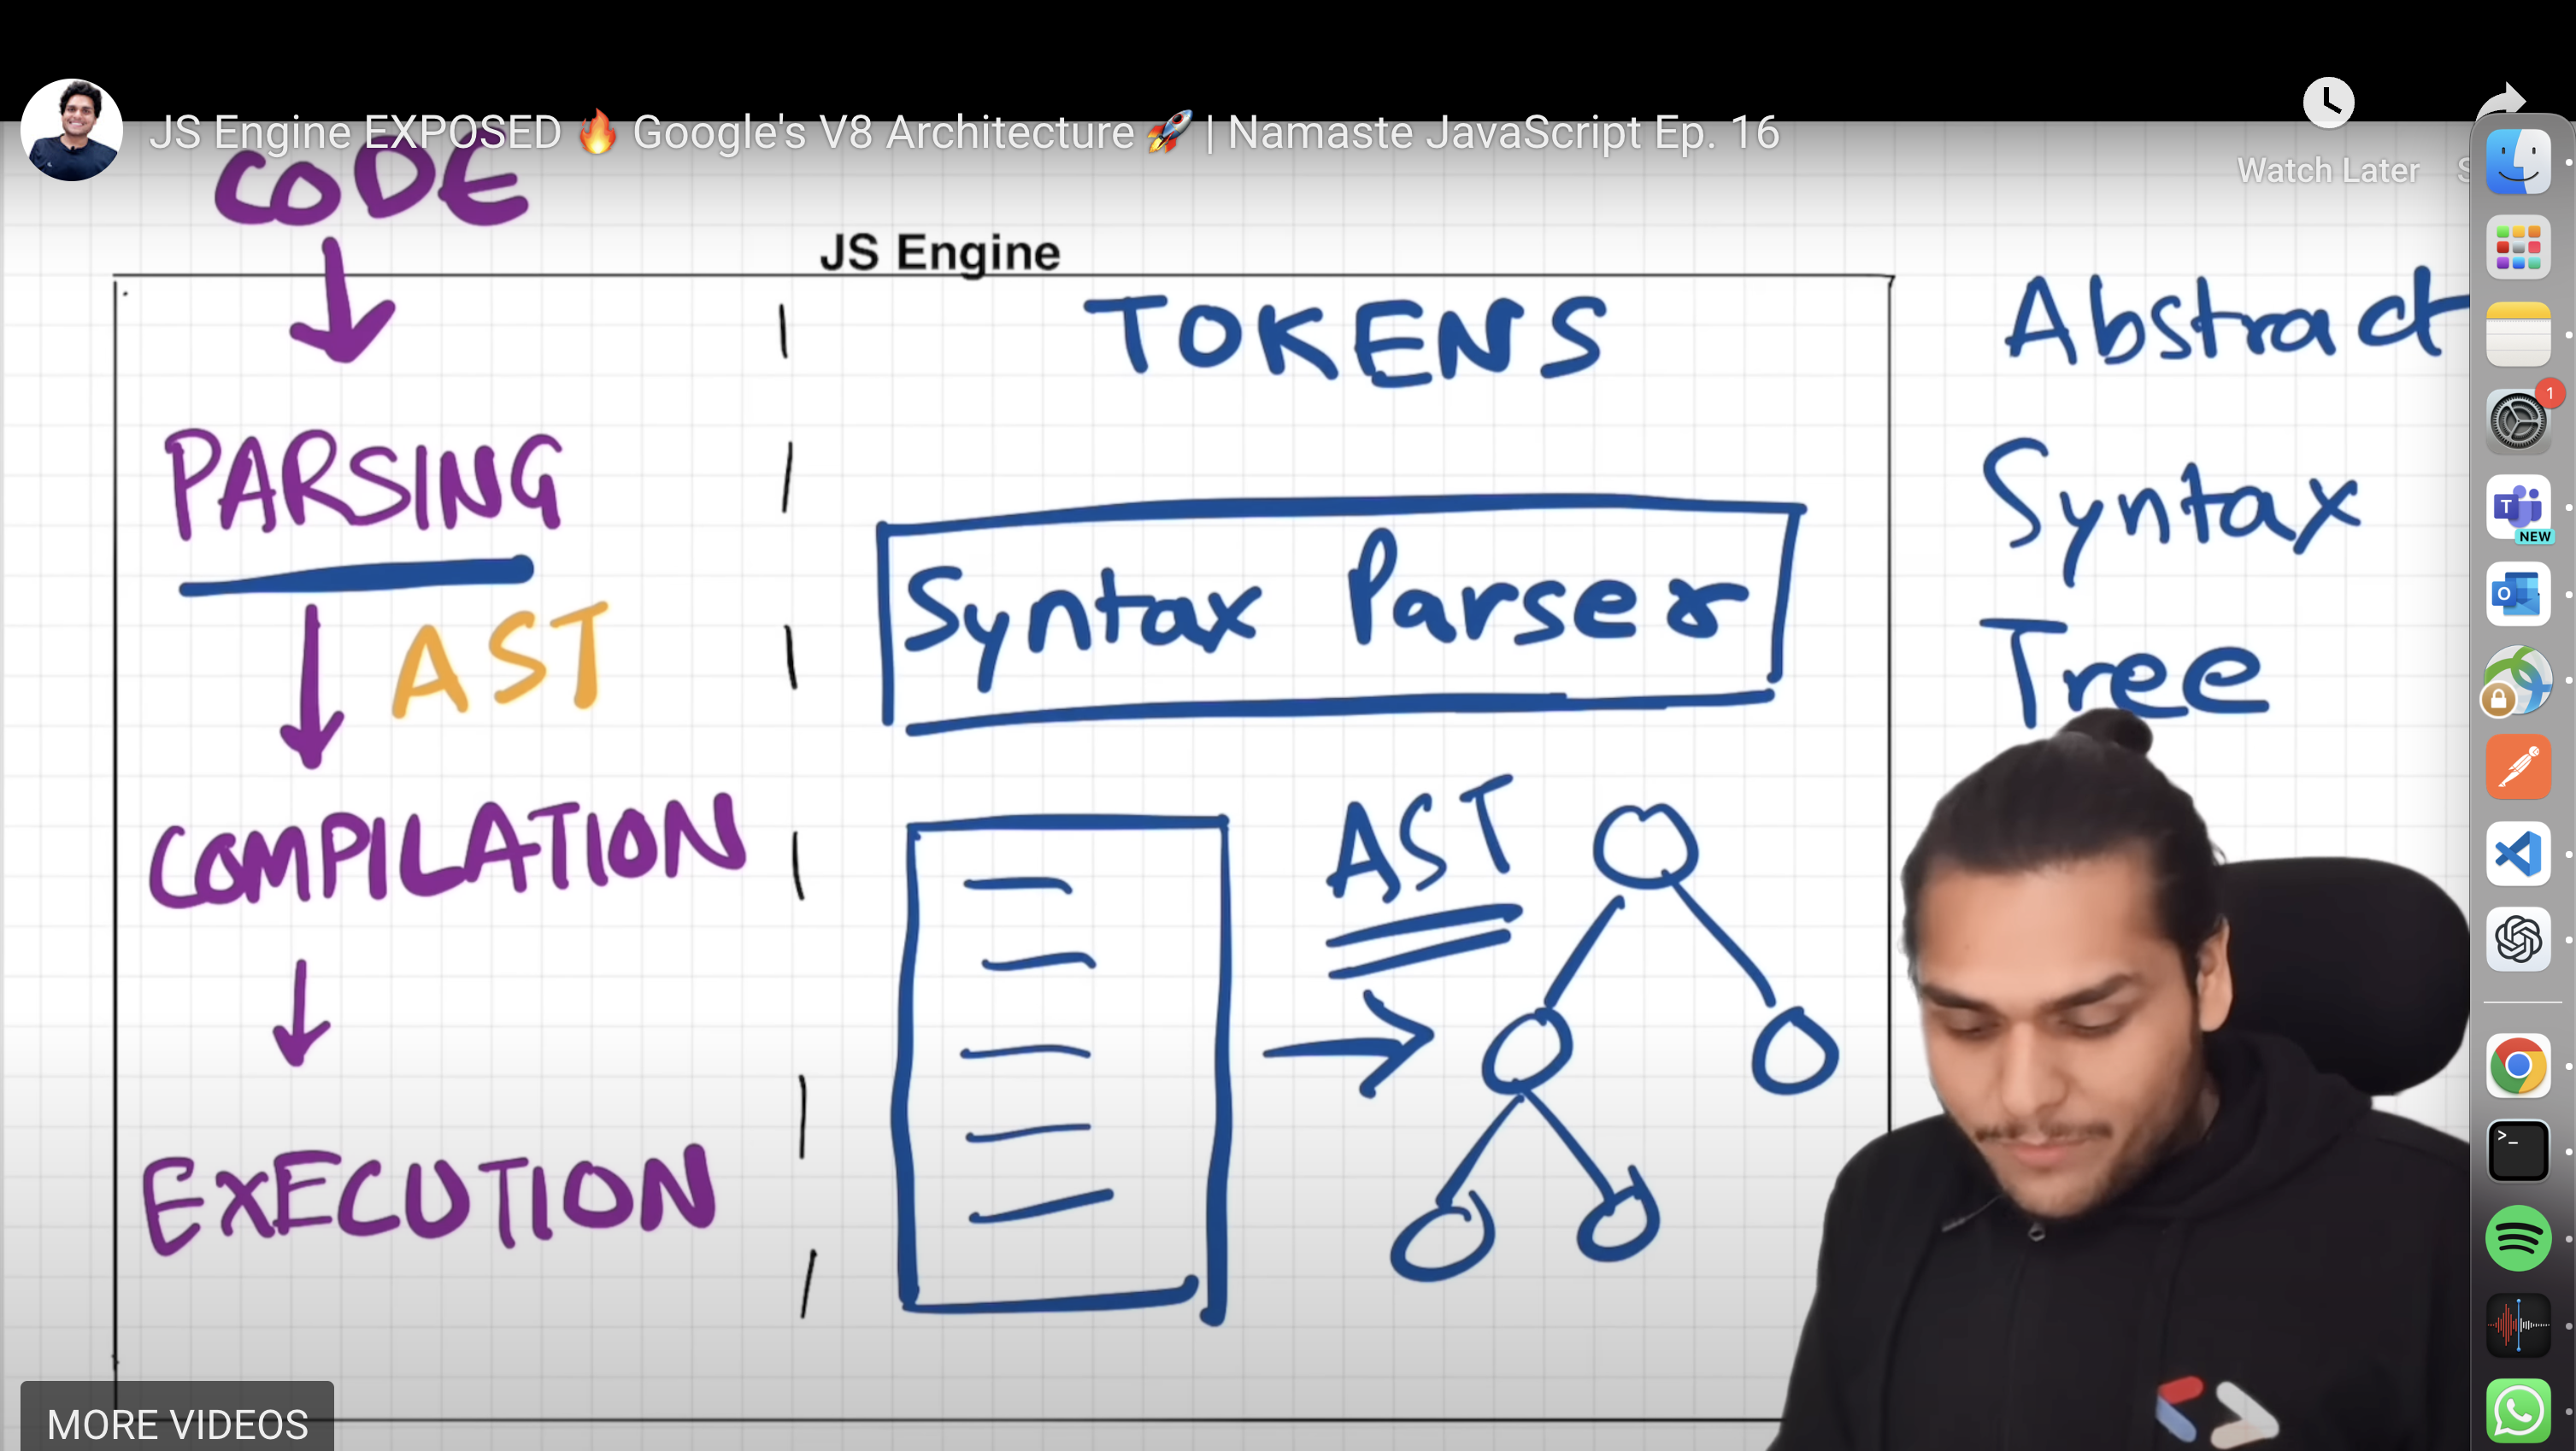 JS Engine EXPOSED 🔥 Google's V8 Architecture 🚀 | Namaste JavaScript Ep. 16
Watch Later
CODE
JS Engine
TOKENS
Abstract
PARSING
Syntax Parser
Syntax
AST
Tree
COMPILATION
AST
EXECUTION
MORE VIDEOS
1
T
NEW
O
>_